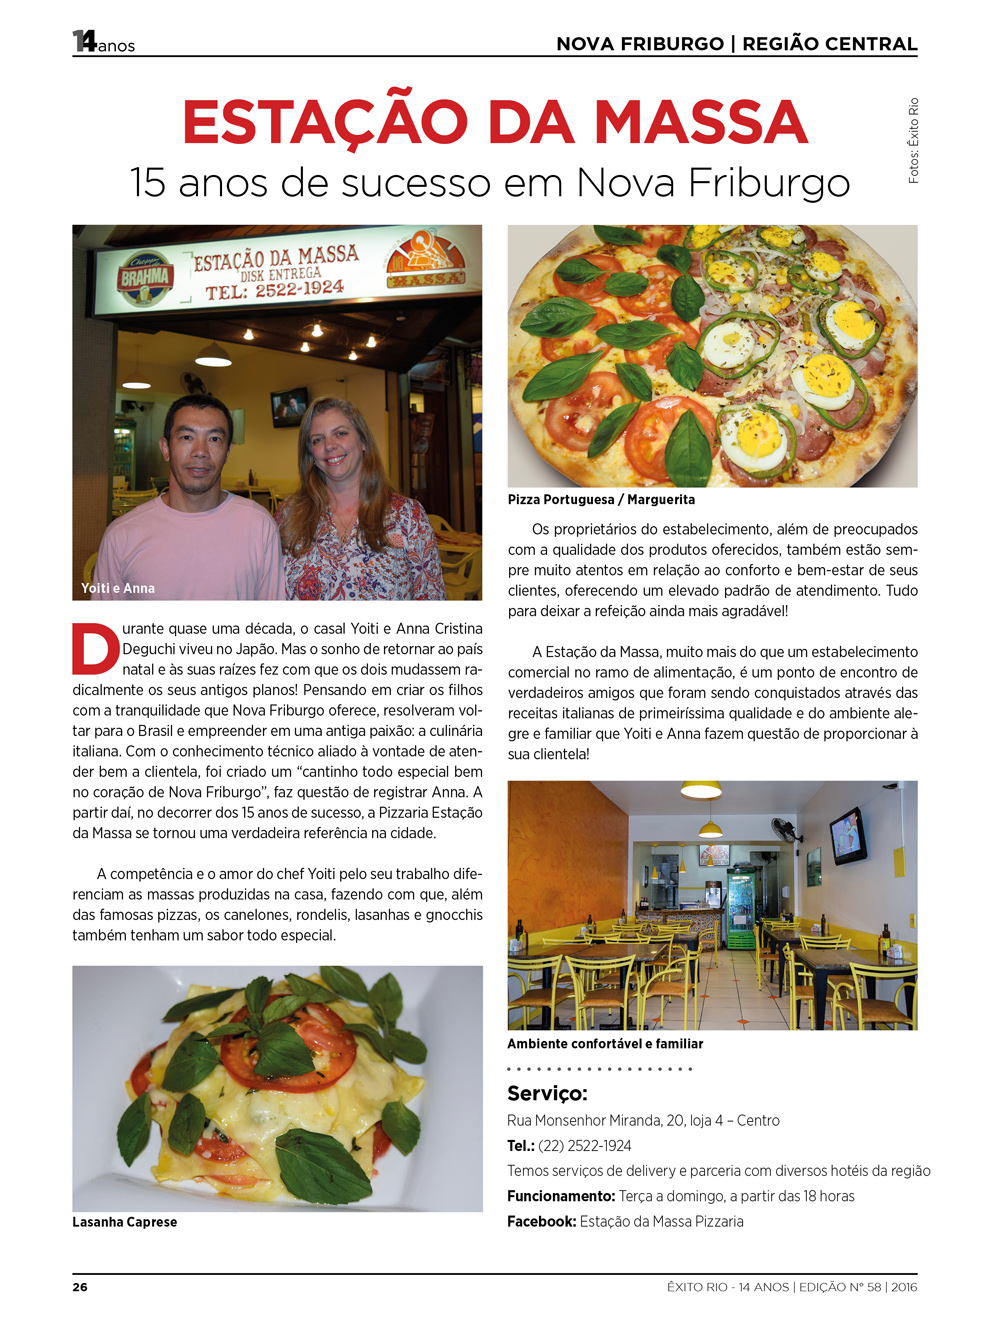 14anos
NOVA FRIBURGO | REGIÃO CENTRAL
ESTAÇÃO DA MASSA
15 anos de sucesso em Nova Friburgo
Fotos: Êxito Rio
Chopp
BRAHMA
ESTAÇÃO DA MASSA
DISK ENTREGA
TEL: 2522-1924
MASSA
Yoiti e Anna
Durante quase uma década, o casal Yoiti e Anna Cristina
Deguchi viveu no Japão. Mas o sonho de retornar ao país
natal e às suas raízes fez com que os dois mudassem ra-
dicalmente os seus antigos planos! Pensando em criar os filhos
com a tranquilidade que Nova Friburgo oferece, resolveram vol-
tar para o Brasil e empreender em uma antiga paixão: a culinária
italiana. Com o conhecimento técnico aliado à vontade de aten-
der bem a clientela, foi criado um “cantinho todo especial bem
no coração de Nova Friburgo”, faz questão de registrar Anna. A
partir daí, no decorrer dos 15 anos de sucesso, a Pizzaria Estação
da Massa se tornou uma verdadeira referência na cidade.
A competência e o amor do chef Yoiti pelo seu trabalho dife-
renciam as massas produzidas na casa, fazendo com que, além
das famosas pizzas, os canelones, rondelis, lasanhas e gnocchis
também tenham um sabor todo especial.
Lasanha Caprese
Pizza Portuguesa / Marguerita
Os proprietários do estabelecimento, além de preocupados
com a qualidade dos produtos oferecidos, também estão sem-
pre muito atentos em relação ao conforto e bem-estar de seus
clientes, oferecendo um elevado padrão de atendimento. Tudo
para deixar a refeição ainda mais agradável!
A Estação da Massa, muito mais do que um estabelecimento
comercial no ramo de alimentação, é um ponto de encontro de
verdadeiros amigos que foram sendo conquistados através das
receitas italianas de primeiríssima qualidade e do ambiente ale-
gre e familiar que Yoiti e Anna fazem questão de proporcionar à
sua clientela!
Ambiente confortável e familiar
Serviço:
Rua Monsenhor Miranda, 20, loja 4 – Centro
Tel.: (22) 2522-1924
Temos serviços de delivery e parceria com diversos hotéis da região
Funcionamento: Terça a domingo, a partir das 18 horas
Facebook: Estação da Massa Pizzaria
26
ÊXITO RIO - 14 ANOS | EDIÇÃO Nº 58 | 2016